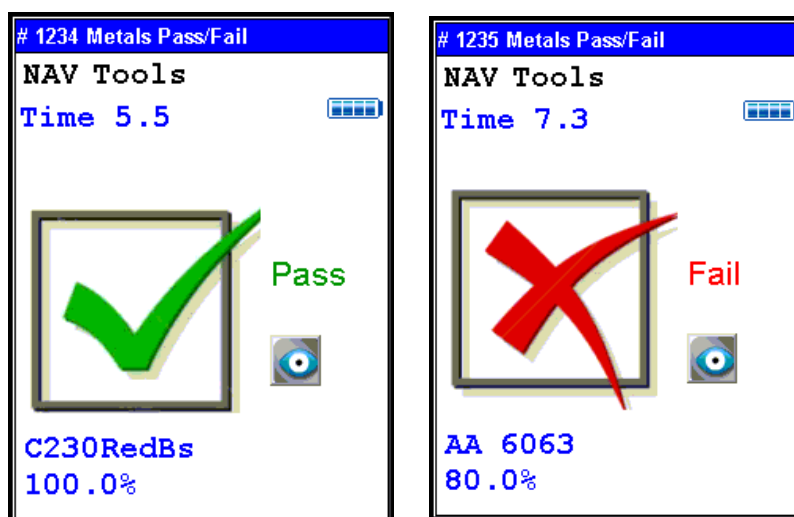 # 1234 Metals Pass/Fail
NAV Tools
Time 5.5
Pass
C230RedBs
100.0%
# 1235 Metals Pass/Fail
NAV Tools
Time 7.3
Fail
AA 6063
80.0%